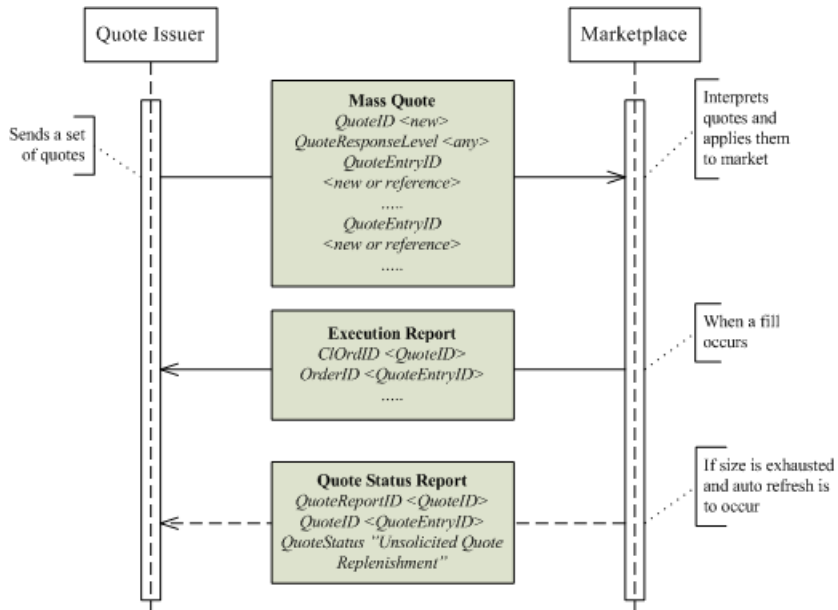 Quote Issuer
Marketplace
Mass Quote
QuoteID <new>
QuoteResponseLevel <any>
QuoteEntryID
<new or reference>
.....
QuoteEntryID
<new or reference>
.....
Sends a set
of quotes
Interprets
quotes and
applies them
to market
Execution Report
ClOrdID <QuoteID>
OrderID <QuoteEntryID>
.....
When a fill
occurs
Quote Status Report
QuoteReportID <QuoteID>
QuoteID <QuoteEntryID>
QuoteStatus "Unsolicited Quote
Replenishment"
If size is exhausted
and auto refresh is
to occur